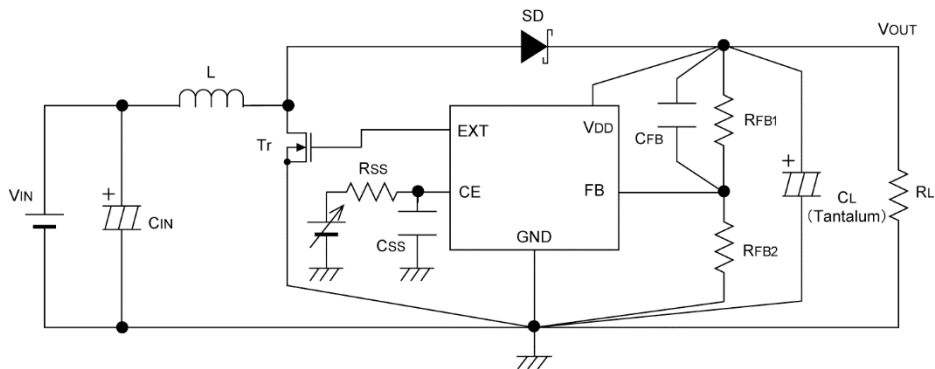 SD
VOUT
L
EXT
VDD
CFB
RFB1
Tr
RSS
CE
FB
VIN
+
CIN
CSS
GND
RFB2
+
CL
(Tantalum)
RL